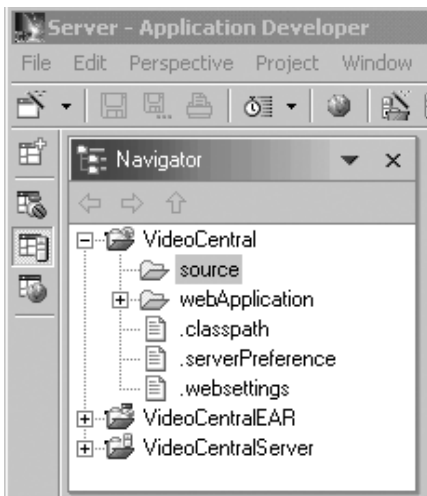 Server - Application Developer
File Edit Perspective Project Window
Navigator
VideoCentral
source
webApplication
.classpath
.serverPreference
.websettings
VideoCentralEAR
VideoCentralServer